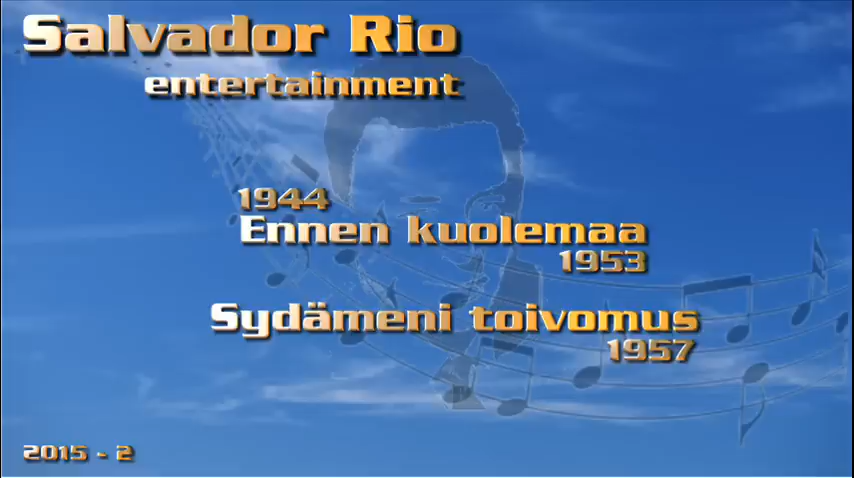 Salvador Rio
entertainment
1944
Ennen kuolemaa
1953
Sydämeni toivomus
1957
2015 - 2